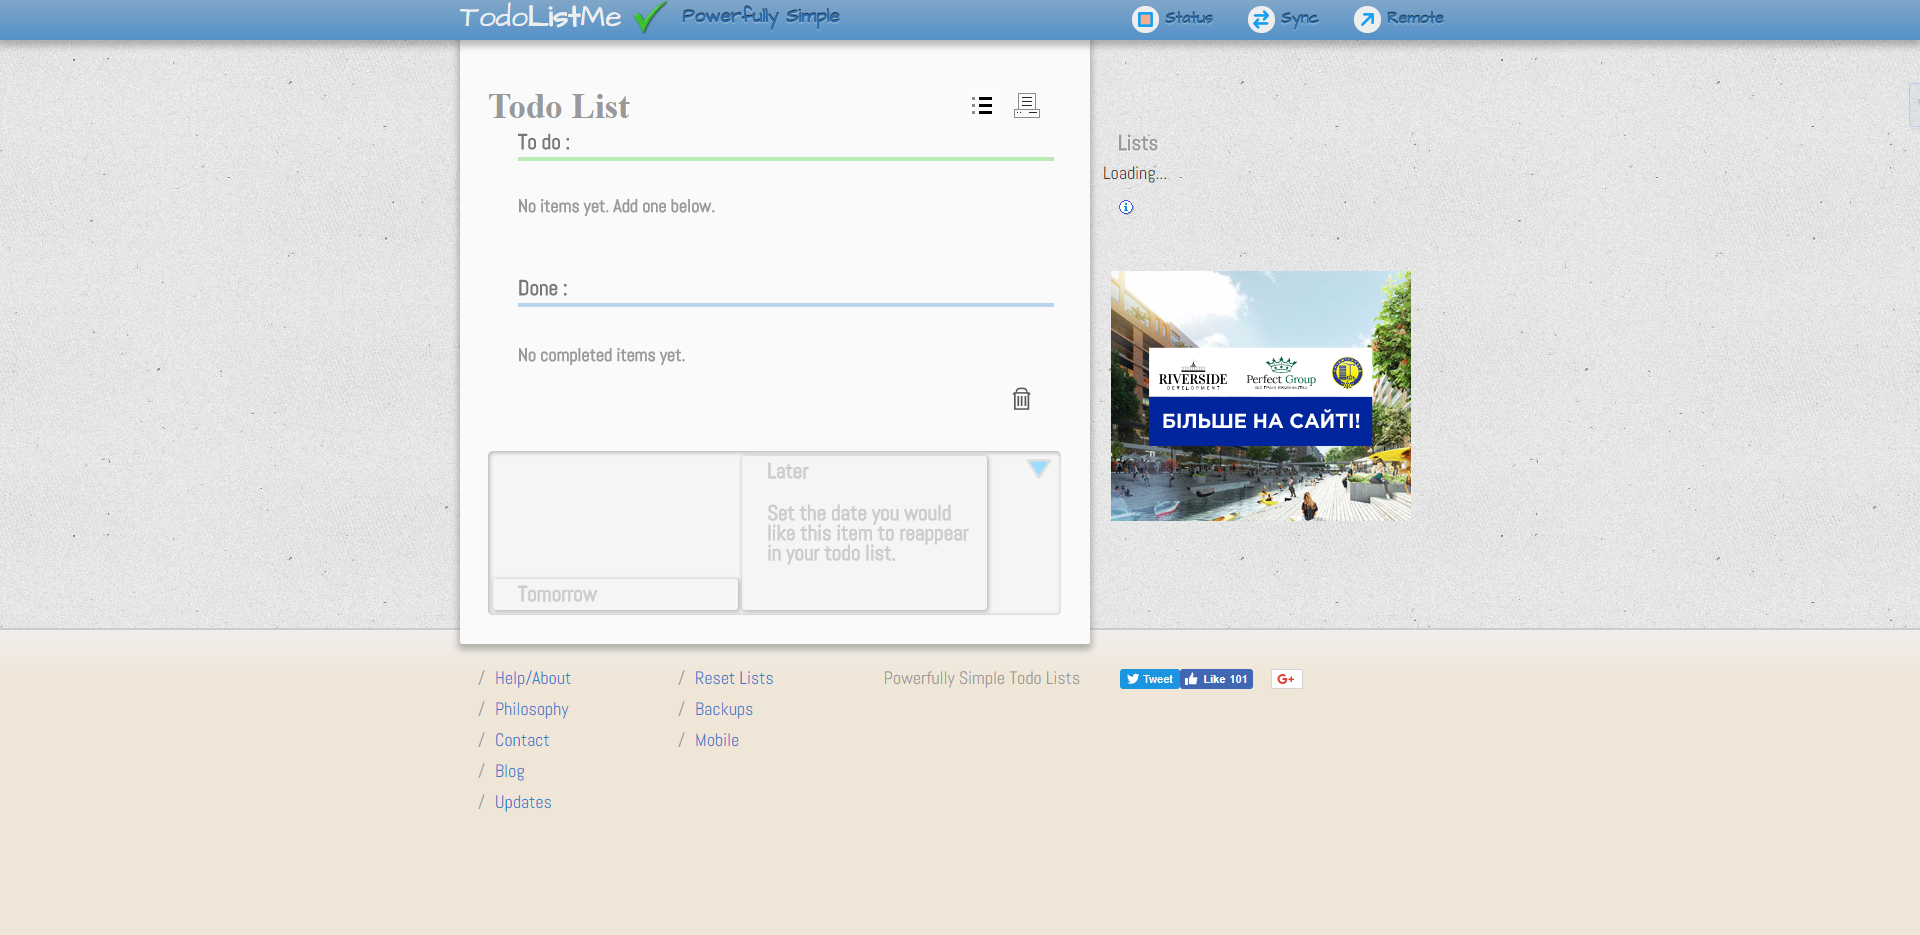 TodoListMe Powerfully Simple Status Sync Remote
Todo List
To do :
No items yet. Add one below.
Done :
No completed items yet.
Later
Set the date you would
like this item to reappear
in your todo list.
Tomorrow
Lists
Loading...
RIVERSIDE
DEVELOPMENT
Perfect Group
БІЛЬШЕ НА САЙТІ!
/ Help/About
/ Philosophy
/ Contact
/ Blog
/ Updates
/ Reset Lists
/ Backups
/ Mobile
Powerfully Simple Todo Lists
Tweet
Like 101
G+